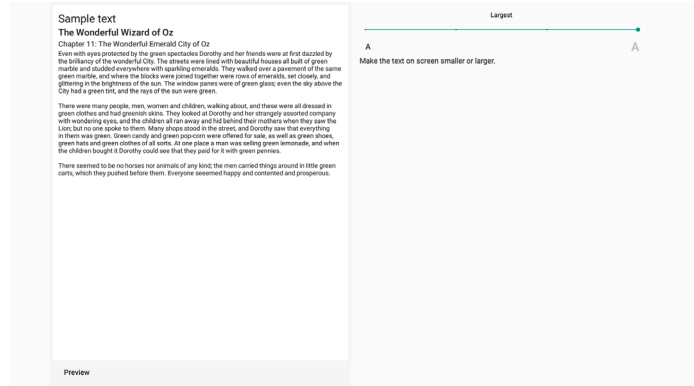 Sample text
The Wonderful Wizard of Oz
Chapter 11: The Wonderful Emerald City of Oz
Even with eyes protected by the green spectacles Dorothy and her friends were at first dazzled by
the brilliancy of the wonderful City. The streets were lined with beautiful houses all built of green
marble and studded everywhere with sparkling emeralds. They walked over a pavement of the same
green marble, and where the blocks were joined together were rows of emeralds, set closely, and
glittering in the brightness of the sun. The window panes were of green glass; even the sky above the
City had a green tint, and the rays of the sun were green.
There were many people, men, women and children, walking about, and these were all dressed in
green clothes and had greenish skins. They looked at Dorothy and her strangely assorted company
with wondering eyes, and the children all ran away and hid behind their mothers when they saw the
Lion; but no one spoke to them. Many shops stood in the street, and Dorothy saw that everything
in them was green. Green candy and green pop-corn were offered for sale, as well as green shoes,
green hats and green clothes of all sorts. At one place a man was selling green lemonade, and when
the children bought it Dorothy could see that they paid for it with green pennies.
There seemed to be no horses nor animals of any kind; the men carried things around in little green
carts, which they pushed before them. Everyone seeemed happy and contented and prosperous.
Preview
Largest
A
A
Make the text on screen smaller or larger.